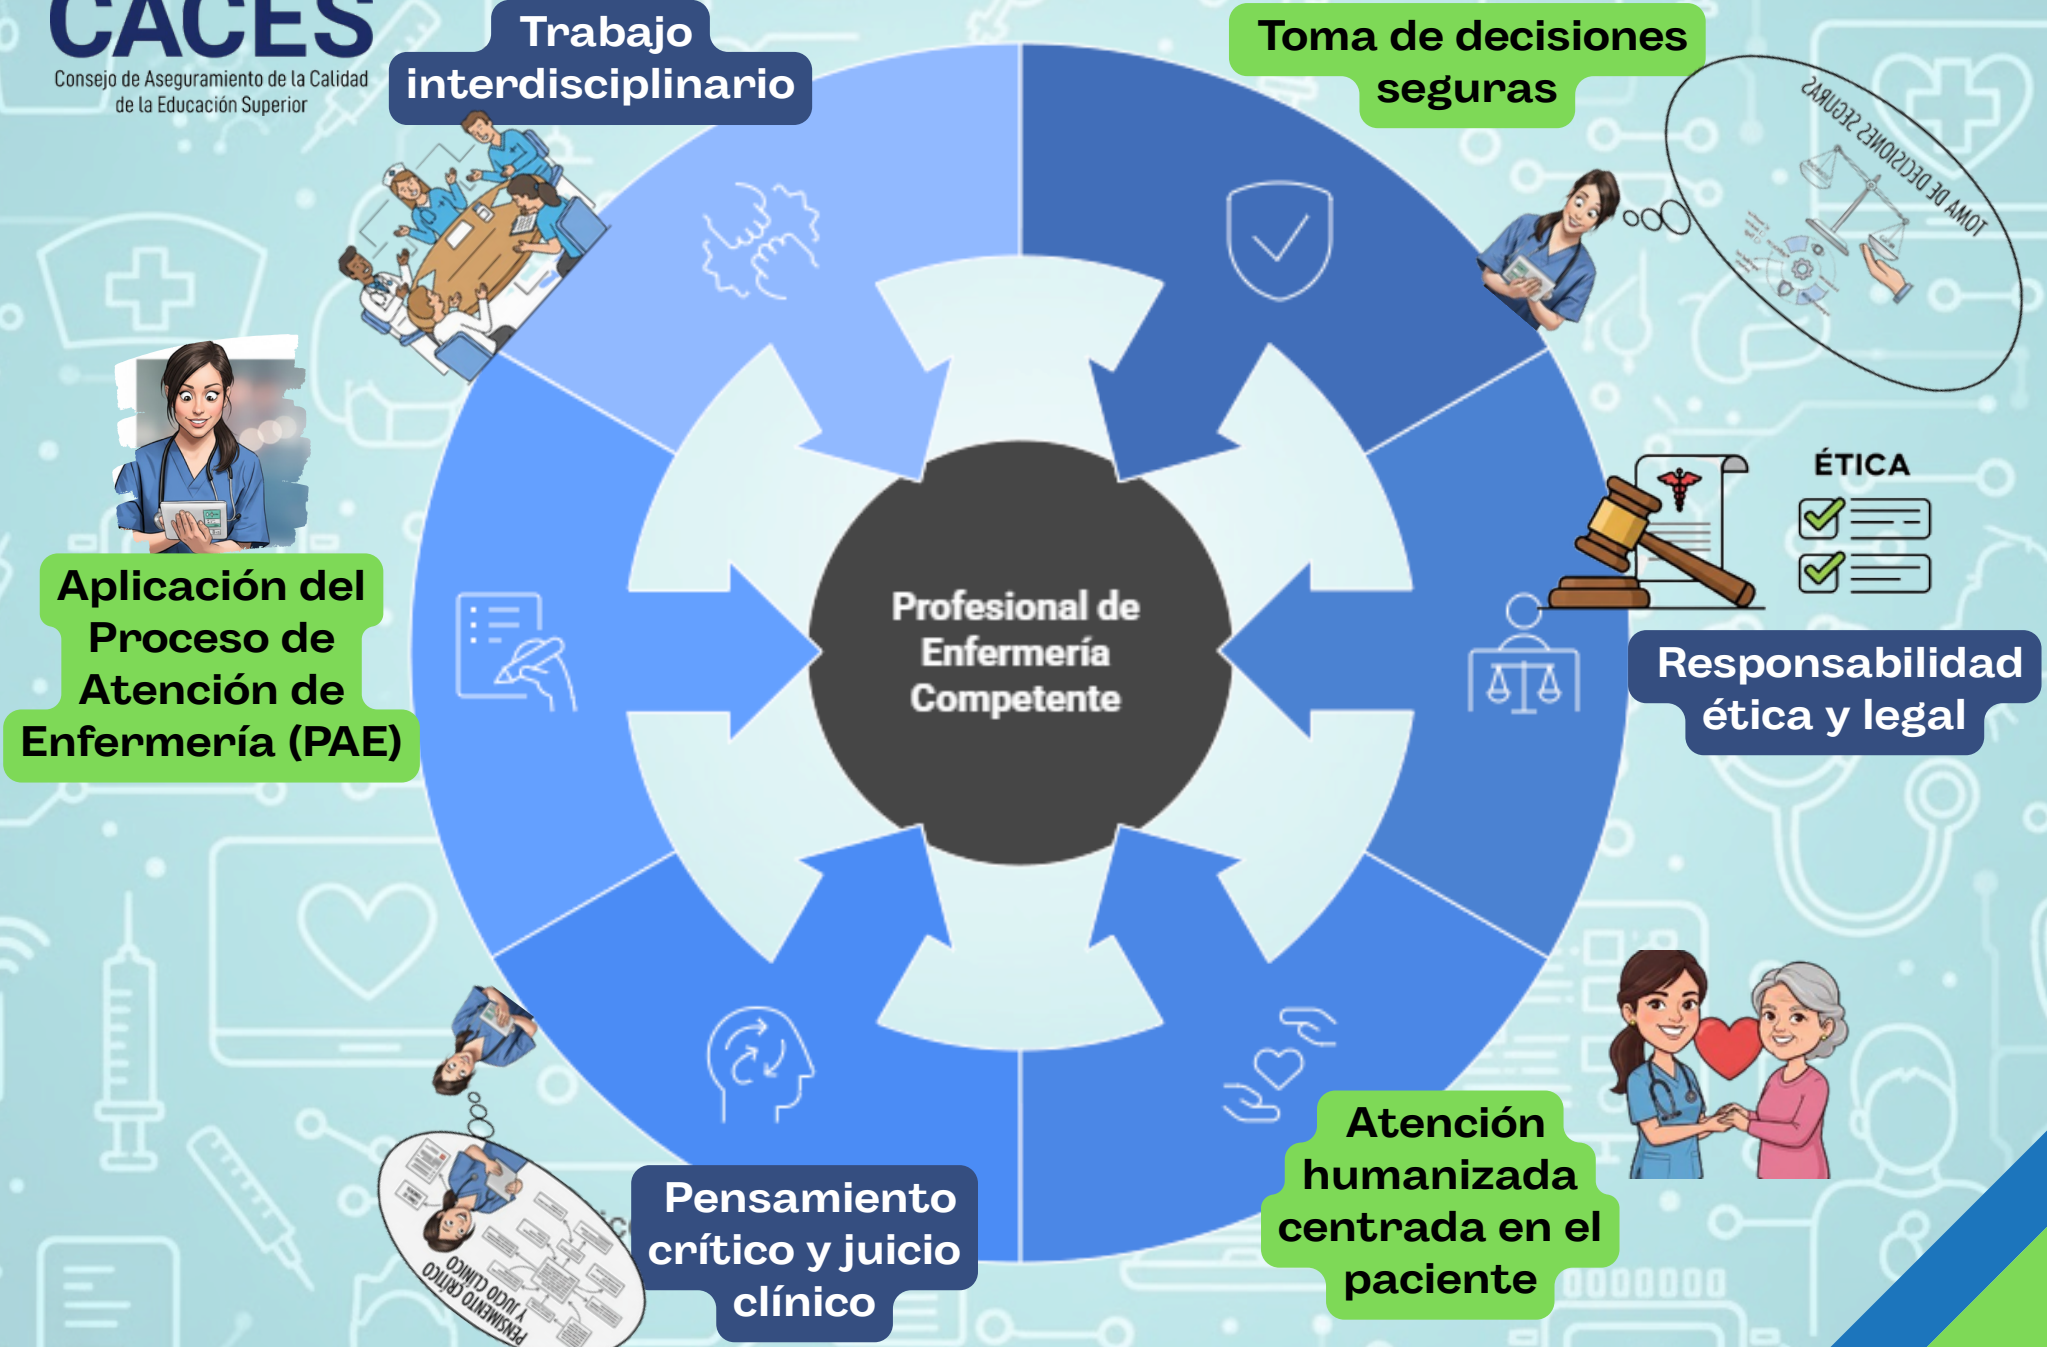 CACES
Consejo de Aseguramiento de la Calidad
de la Educación Superior
Trabajo
interdisciplinario
Toma de decisiones
seguras
TOMA DE DECISIONES SEGURAS
ÉTICA
Responsabilidad
ética y legal
Aplicación del
Proceso de
Atención de
Enfermería (PAE)
Profesional de
Enfermería
Competente
Atención
humanizada
centrada en el
paciente
Pensamiento
crítico y juicio
clínico
PENSIMENTO CRÍTICO
Y JUCIO CLÍNICO